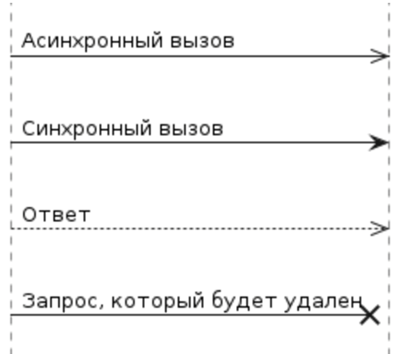 Асинхронный вызов
Синхронный вызов
Ответ
Запрос, который будет удален